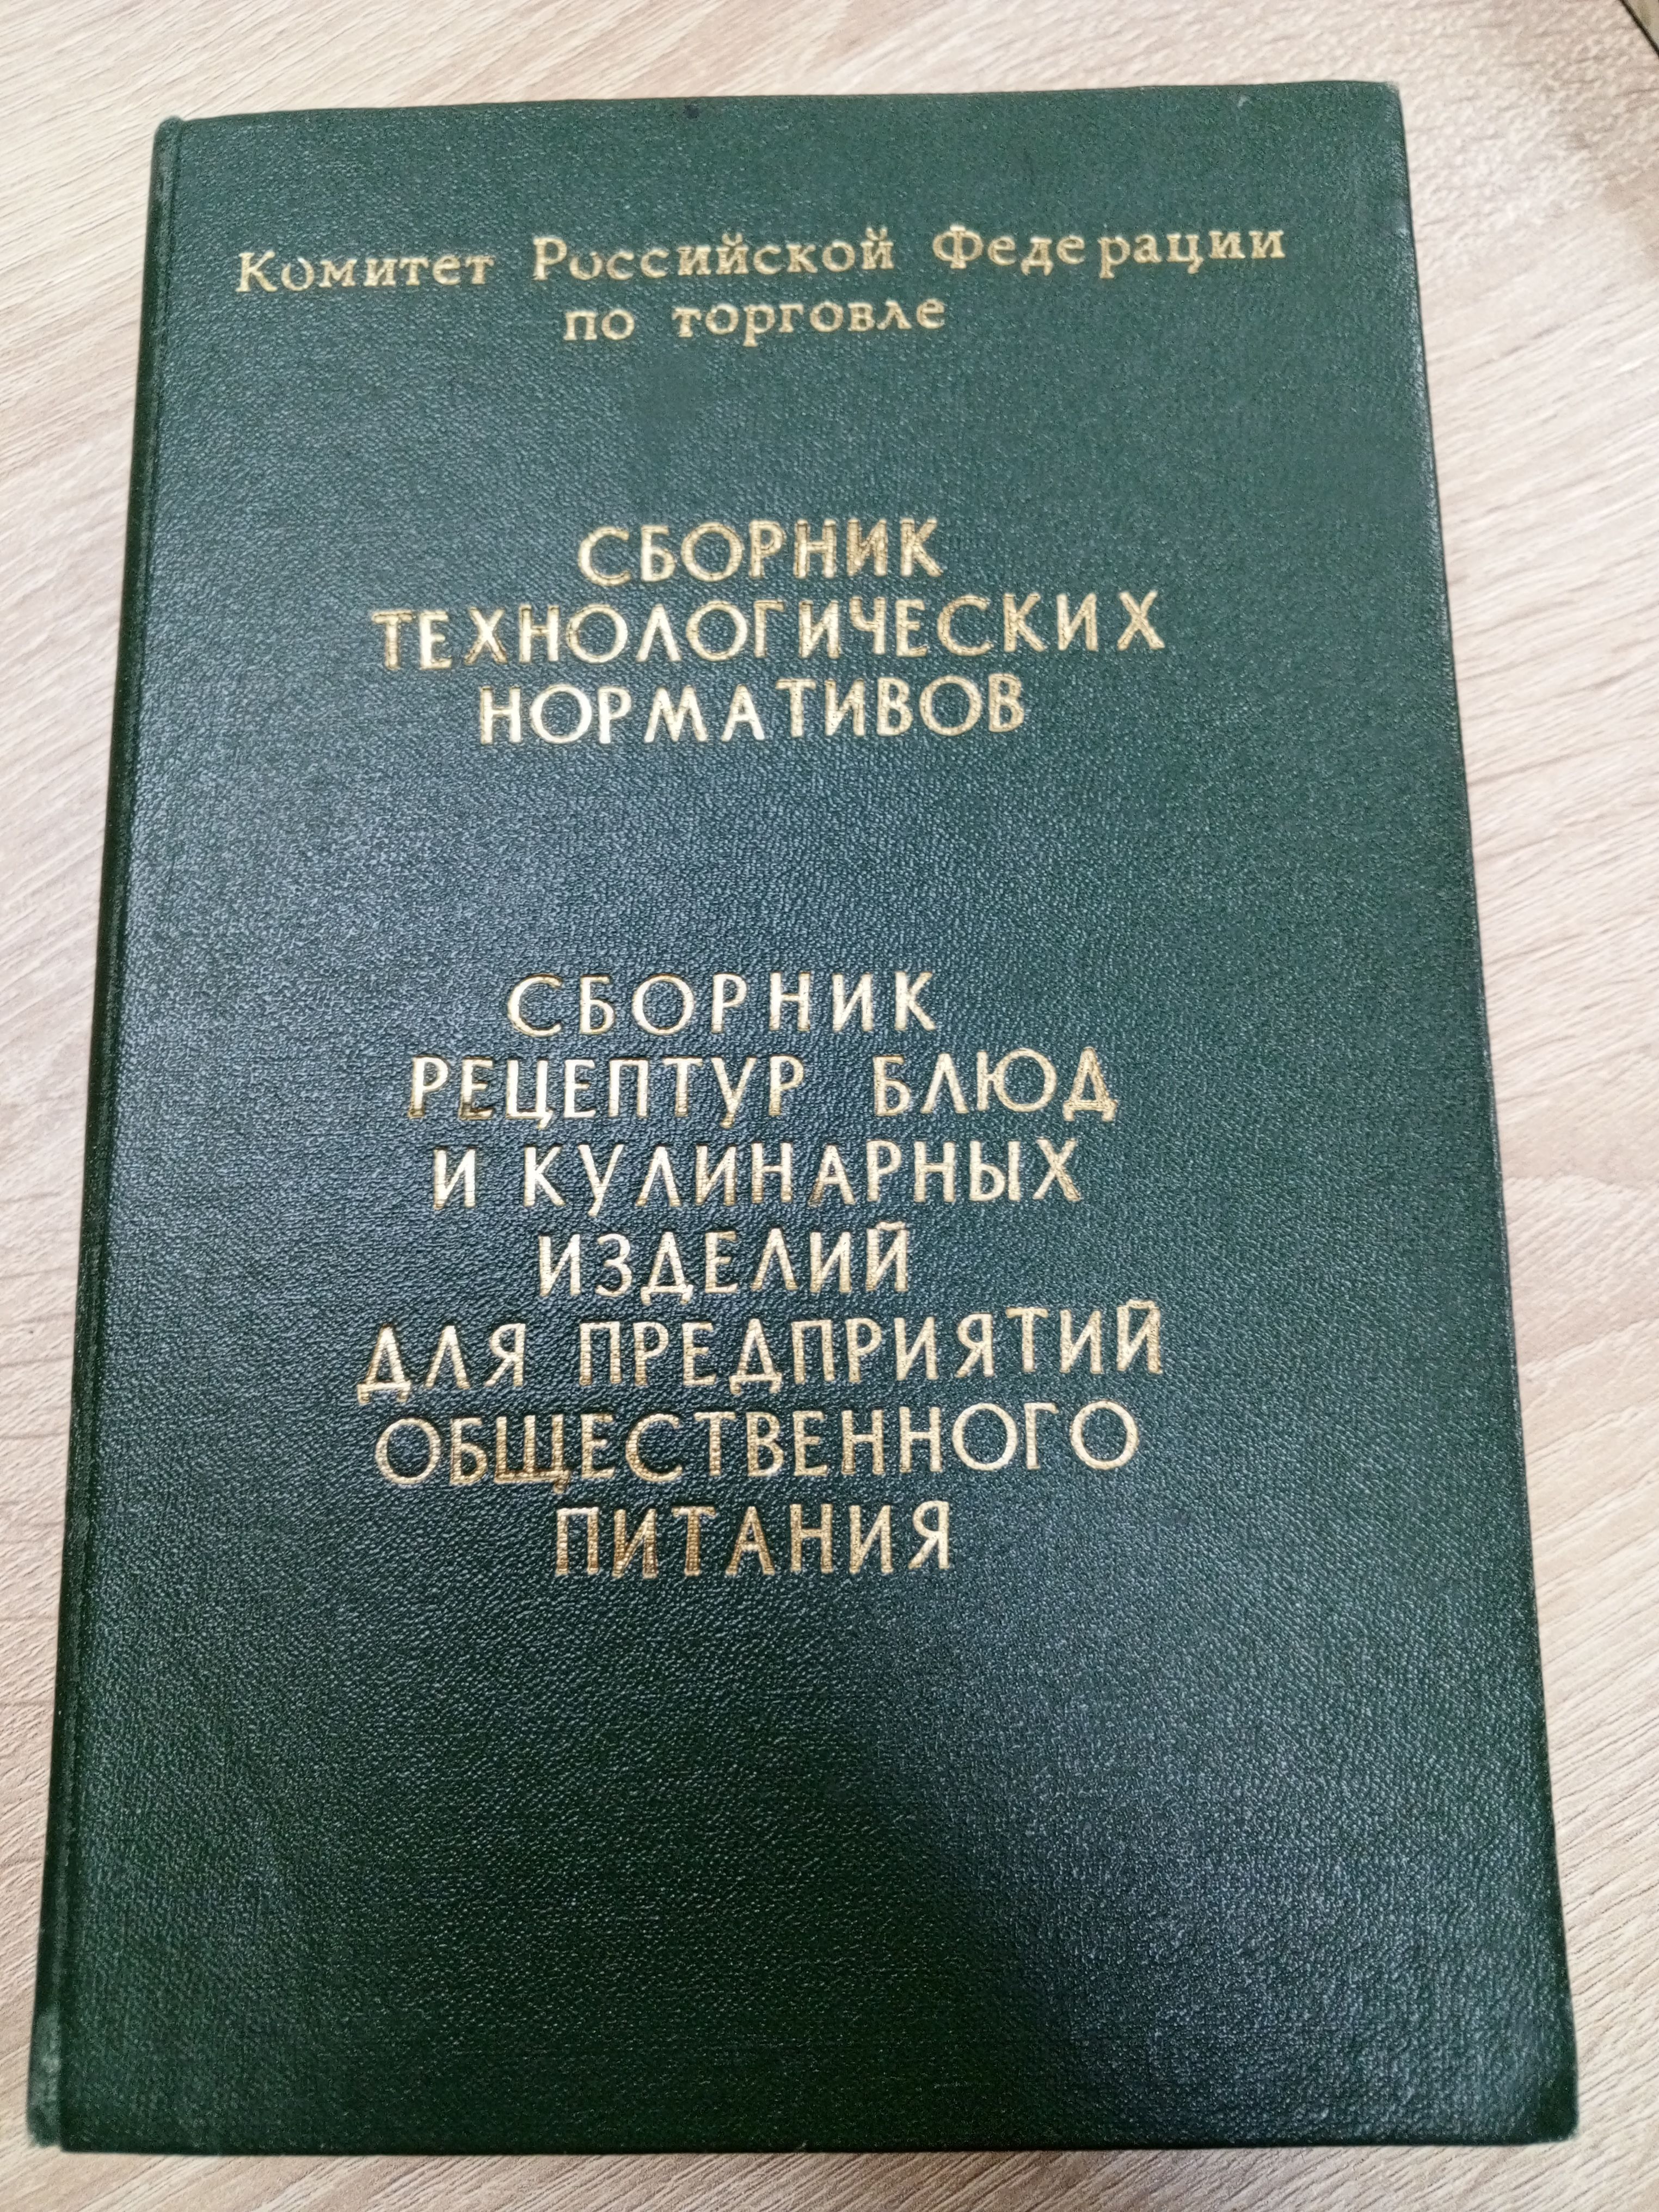 Комитет Российской Федерации
по торговле
СБОРНИК
ТЕХНОЛОГИЧЕСКИХ
НОРМАТИВОВ
СБОРНИК
РЕЦЕПТУР БЛЮД
И КУЛИНАРНЫХ
ИЗДЕЛИЙ
ДЛЯ ПРЕДПРИЯТИЙ
ОБЩЕСТВЕННОГО
ПИТАНИЯ